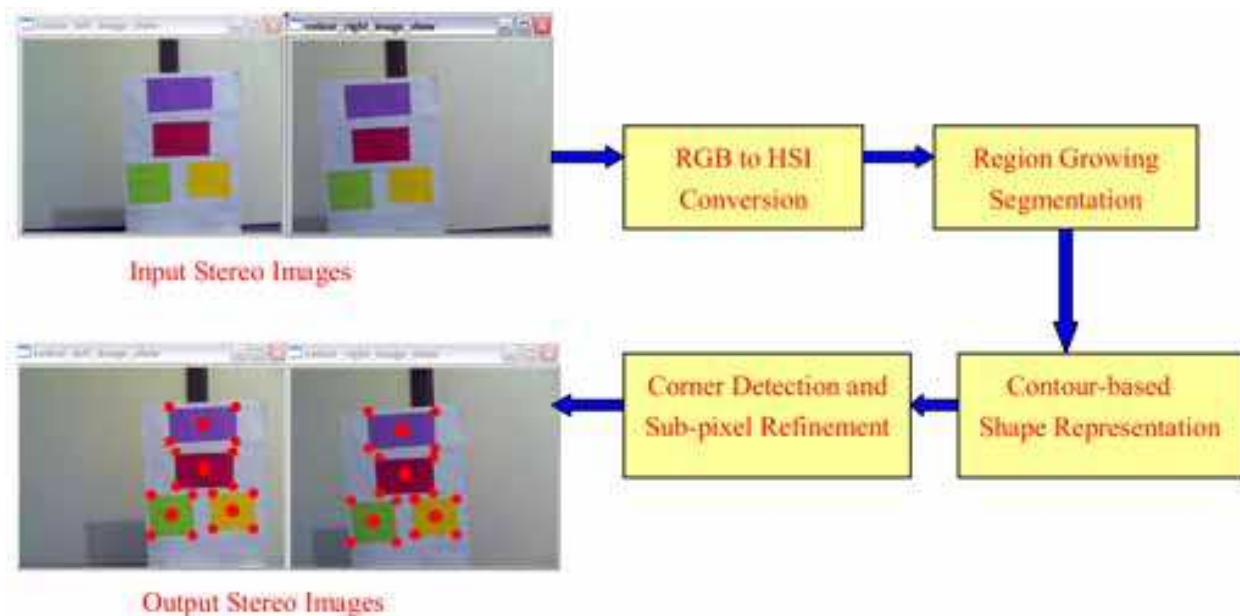 RGB to HSI
Conversion
Region Growing
Segmentation
Input Stereo Images
Corner Detection and
Sub-pixel Refinement
Contour-based
Shape Representation
Output Stereo Images